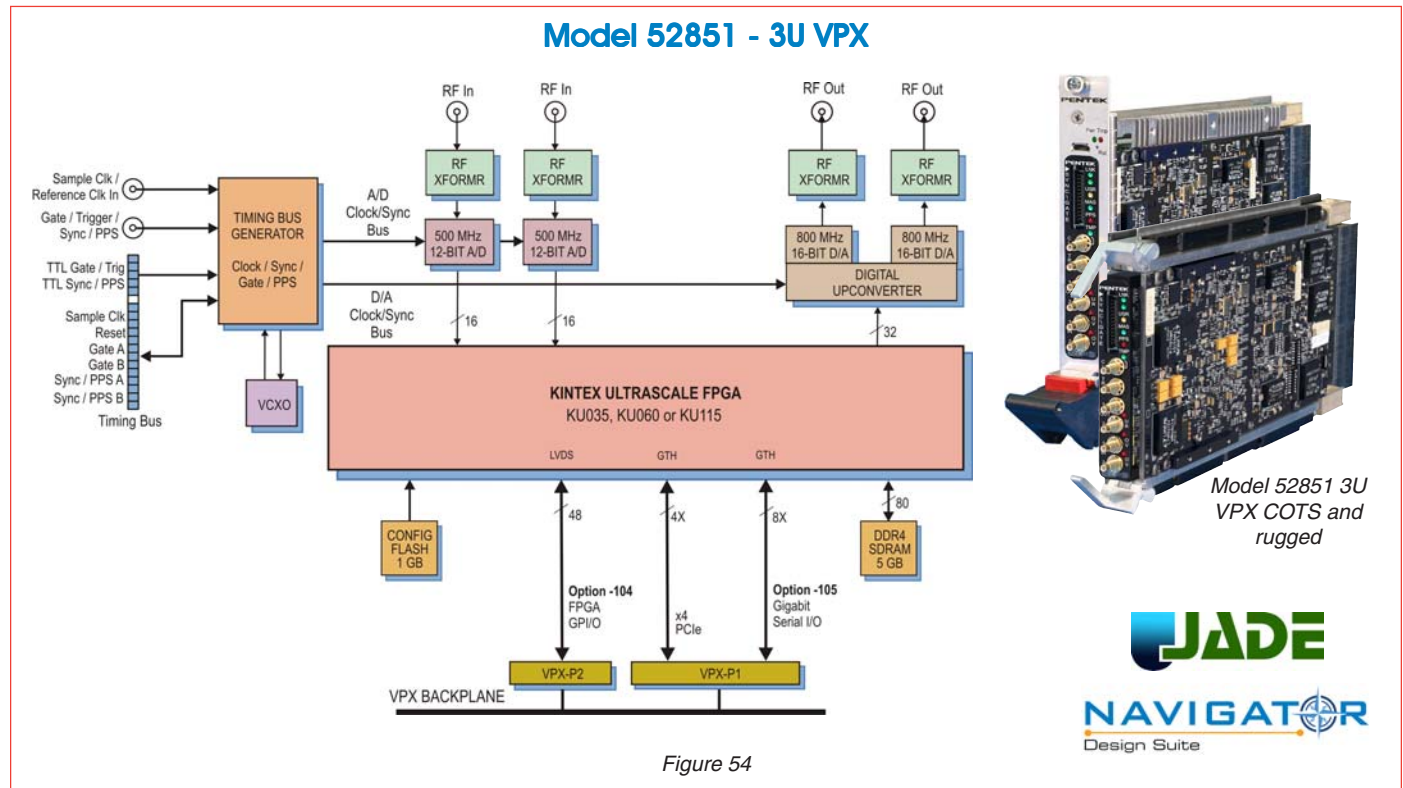 Model 52851 - 3U VPX
RF In
RF In
RF Out
RF Out
RF
XFORMR
RF
XFORMR
RF
XFORMR
RF
XFORMR
Sample Clk /
Reference Clk In
Gate / Trigger /
Sync / PPS
TTL Gate / Trig
TTL Sync / PPS
Sample Clk
Reset
Gate A
Gate B
Sync / PPS A
Sync / PPS B
Timing Bus
TIMING BUS
GENERATOR
Clock / Sync /
Gate / PPS
VCXO
A/D
Clock/Sync
Bus
D/A
Clock/Sync
Bus
500 MHz
12-BIT A/D
500 MHz
12-BIT A/D
800 MHz
16-BIT D/A
800 MHz
16-BIT D/A
DIGITAL
UPCONVERTER
16
16
32
KINTEX ULTRASCALE FPGA
KU035, KU060 or KU115
LVDS
GTH
GTH
48
4X
8X
80
CONFIG
FLASH
1 GB
DDR4
SDRAM
5 GB
Option -104
FPGA
GPI/O
x4
PCIe
Option -105
Gigabit
Serial I/O
VPX-P2
VPX-P1
VPX BACKPLANE
Figure 54
PENTEK
PENTEK
PENTEK
Model 52851 3U
VPX COTS and
rugged
JADE
NAVIGATOR
Design Suite